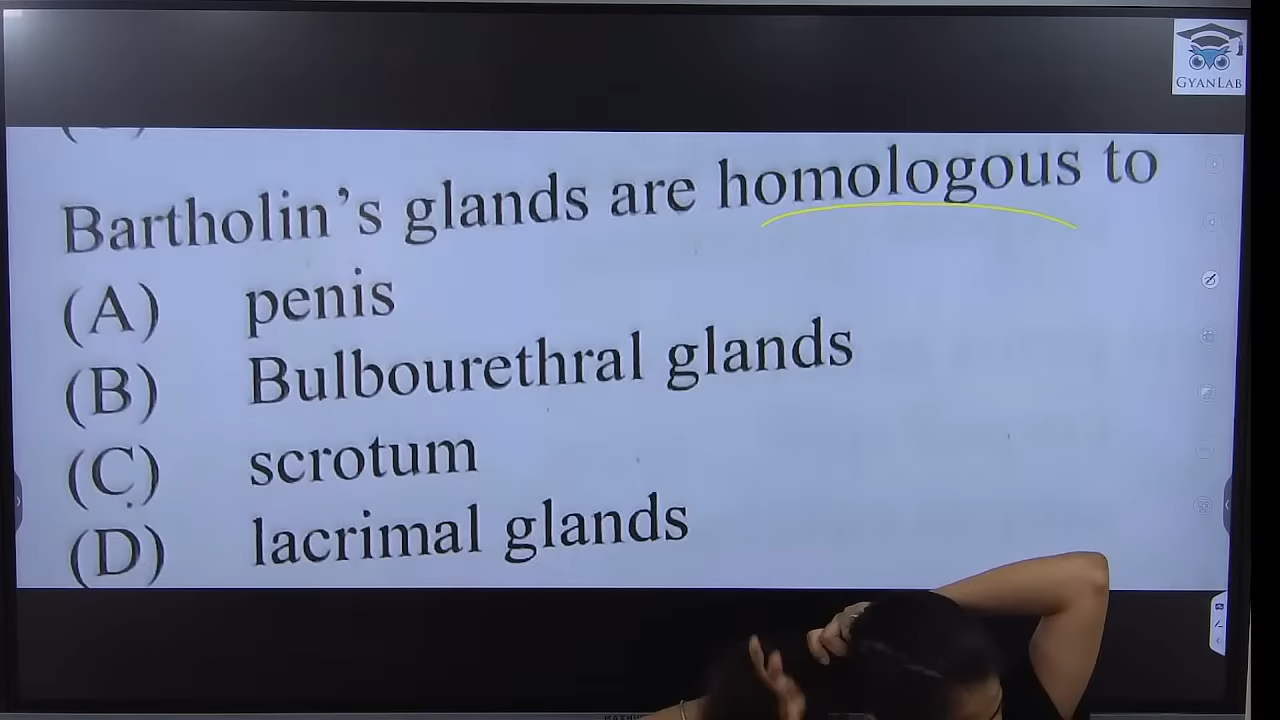 GYANLAB
Bartholin's glands are homologous to
(A) penis
(B) Bulbourethral glands
(C) scrotum
(D) lacrimal glands